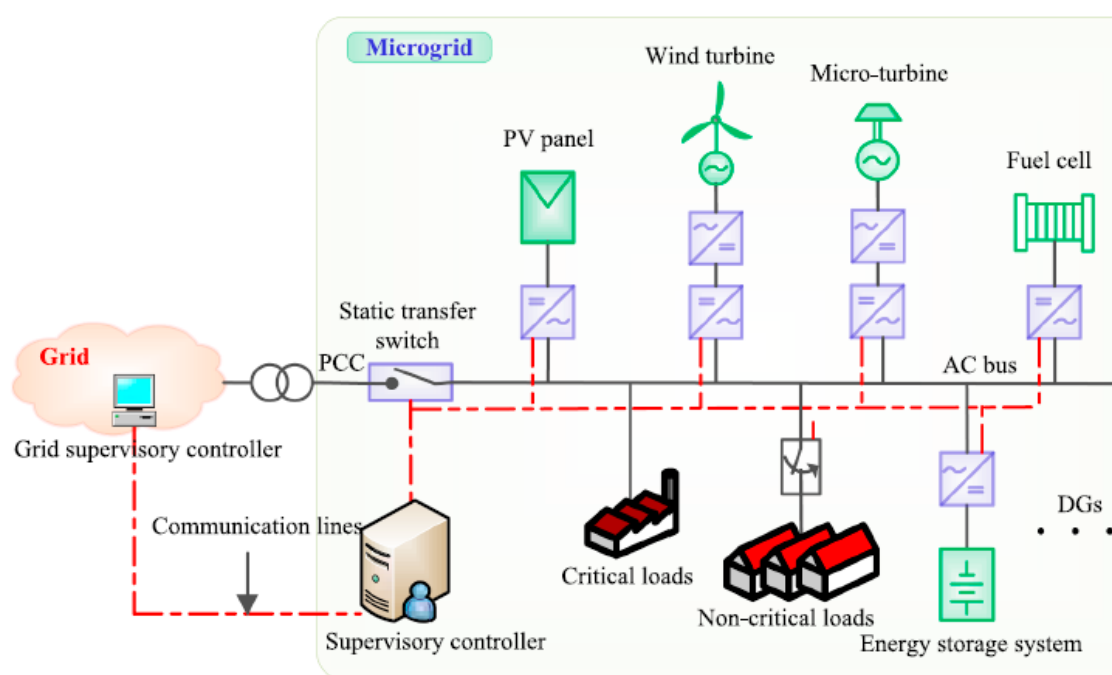 Microgrid
Wind turbine
Micro-turbine
PV panel
Fuel cell
Static transfer
switch
Grid
PCC
AC bus
Grid supervisory controller
Communication lines
DGs
Critical loads
Non-critical loads
Supervisory controller
Energy storage system